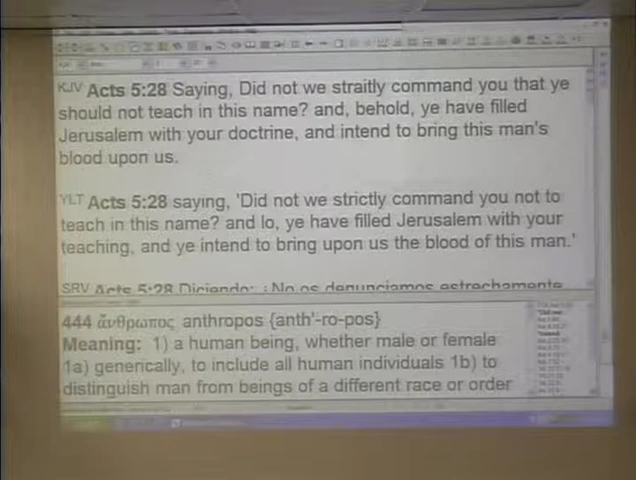 KJV Acts 5:28 Saying, Did not we straitly command you that ye
should not teach in this name? and, behold, ye have filled
Jerusalem with your doctrine, and intend to bring this man's
blood upon us.
YLT Acts 5:28 saying, 'Did not we strictly command you not to
teach in this name? and lo, ye have filled Jerusalem with your
teaching, and ye intend to bring upon us the blood of this man.'
SRV Acts 5:28 Diciendo: ¿No os denunciamos estrechamente
444 ἄνθρωπος anthropos {anth'-ro-pos}
Meaning: 1) a human being, whether male or female
1a) generically, to include all human individuals 1b) to
distinguish man from beings of a different race or order